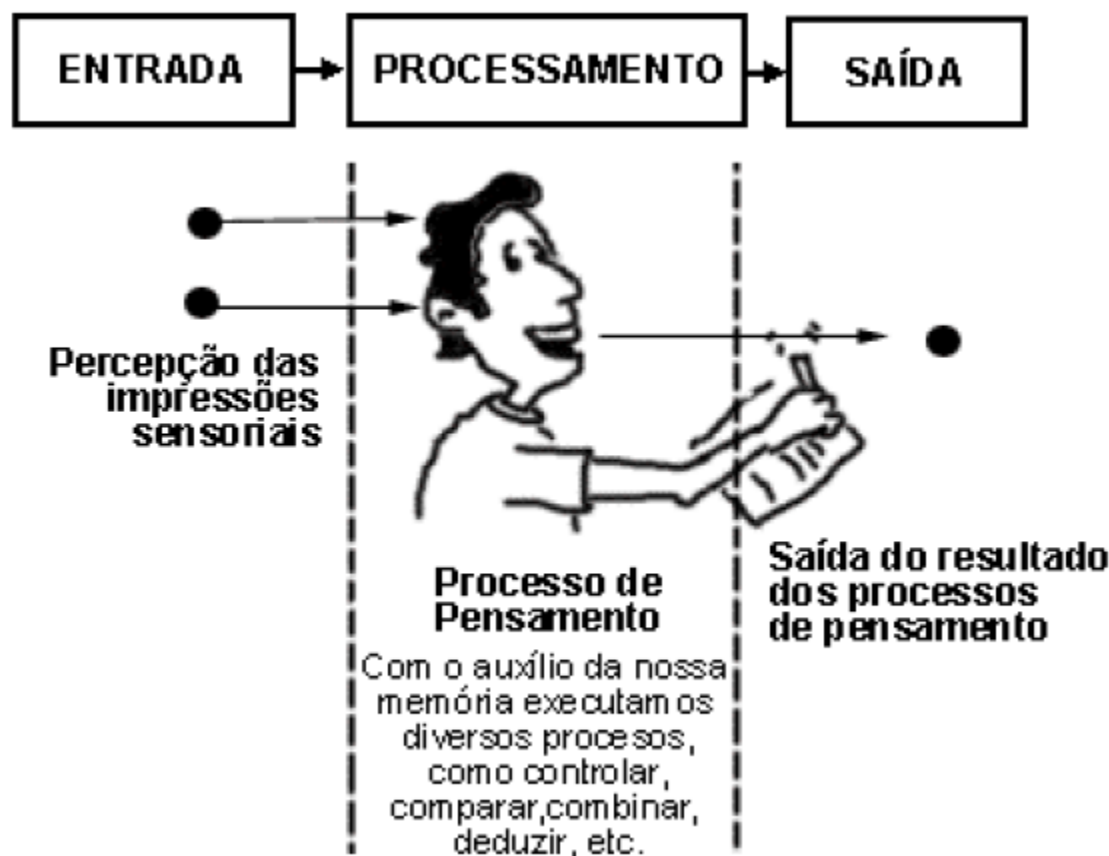 ENTRADA
PROCESSAMENTO
SAÍDA
Percepção das
impressões
sensoriais
Processo de
Pensamento
Com o auxílio da nossa
memória executamos
diversos procesos,
como controlar,
comparar,combinar,
deduzir, etc.
Saída do resultado
dos processos
de pensamento